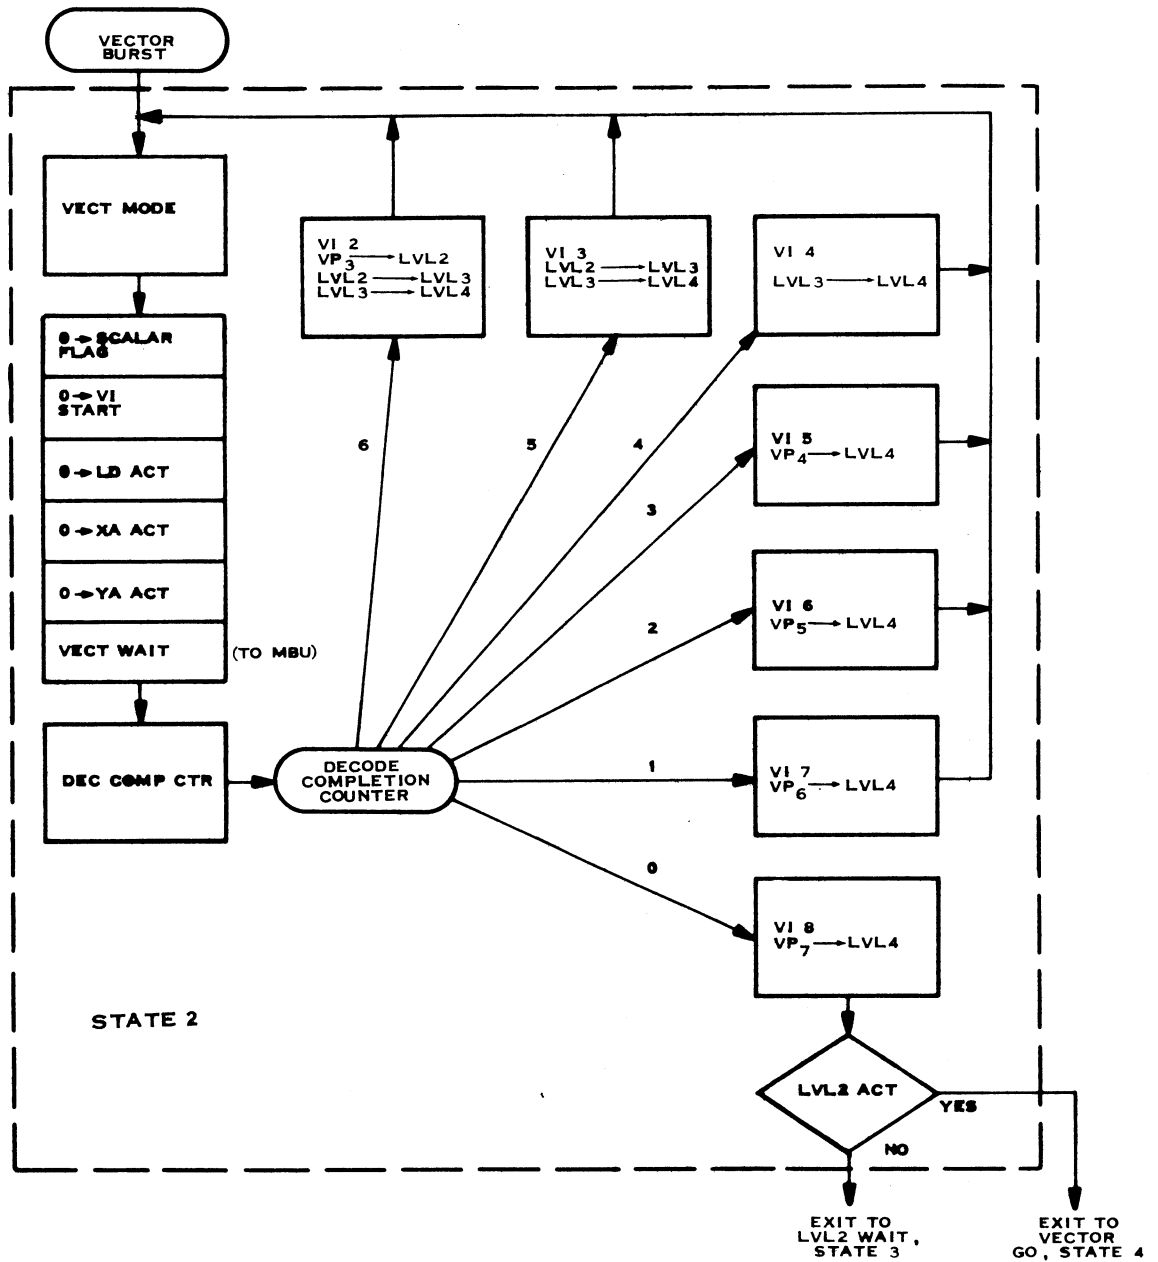 VECTOR
BURST
VECT MODE
0→SCALAR
FLAG
0→VI
START
0→LD ACT
0→XA ACT
0→YA ACT
VECT WAIT
(TO MBU)
DEC COMP CTR
DECODE
COMPLETION
COUNTER
VI 2
VP3→LVL2
LVL2→LVL3
LVL3→LVL4
VI 3
LVL2→LVL3
LVL3→LVL4
VI 4
LVL3→LVL4
VI 5
VP4→LVL4
VI 6
VP5→LVL4
VI 7
VP6→LVL4
VI 8
VP7→LVL4
6
5
4
3
2
1
0
STATE 2
LVL2 ACT
YES
NO
EXIT TO
LVL2 WAIT,
STATE 3
EXIT TO
VECTOR
GO, STATE 4